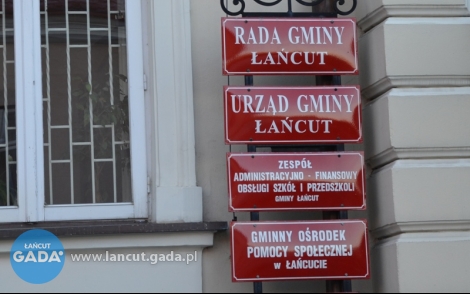 RADA GMINY
ŁAŃCUT
URZĄD GMINY
ŁAŃCUT
ZESPÓŁ
ADMINISTRACYJNO - FINANSOWY
OBSŁUGI SZKÓŁ I PRZEDSZKOLI
GMINY ŁAŃCUT
GMINNY OŚRODEK
POMOCY SPOŁECZNEJ
w ŁAŃCUCIE
ŁAŃCUT
GADA
www.lancut.gada.pl